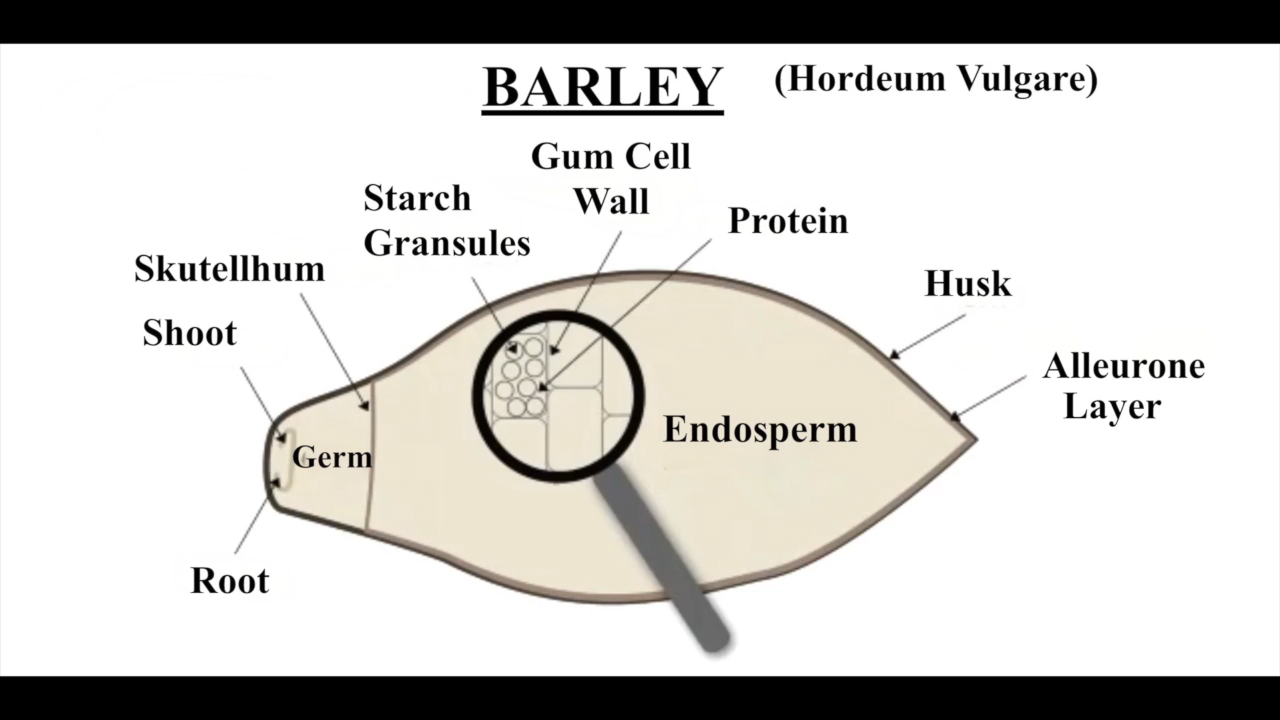 BARLEY (Hordeum Vulgare)
Gum Cell
Wall
Starch
Gransules
Protein
Skutellhum
Husk
Shoot
Alleurone
Layer
Endosperm
Germ
Root